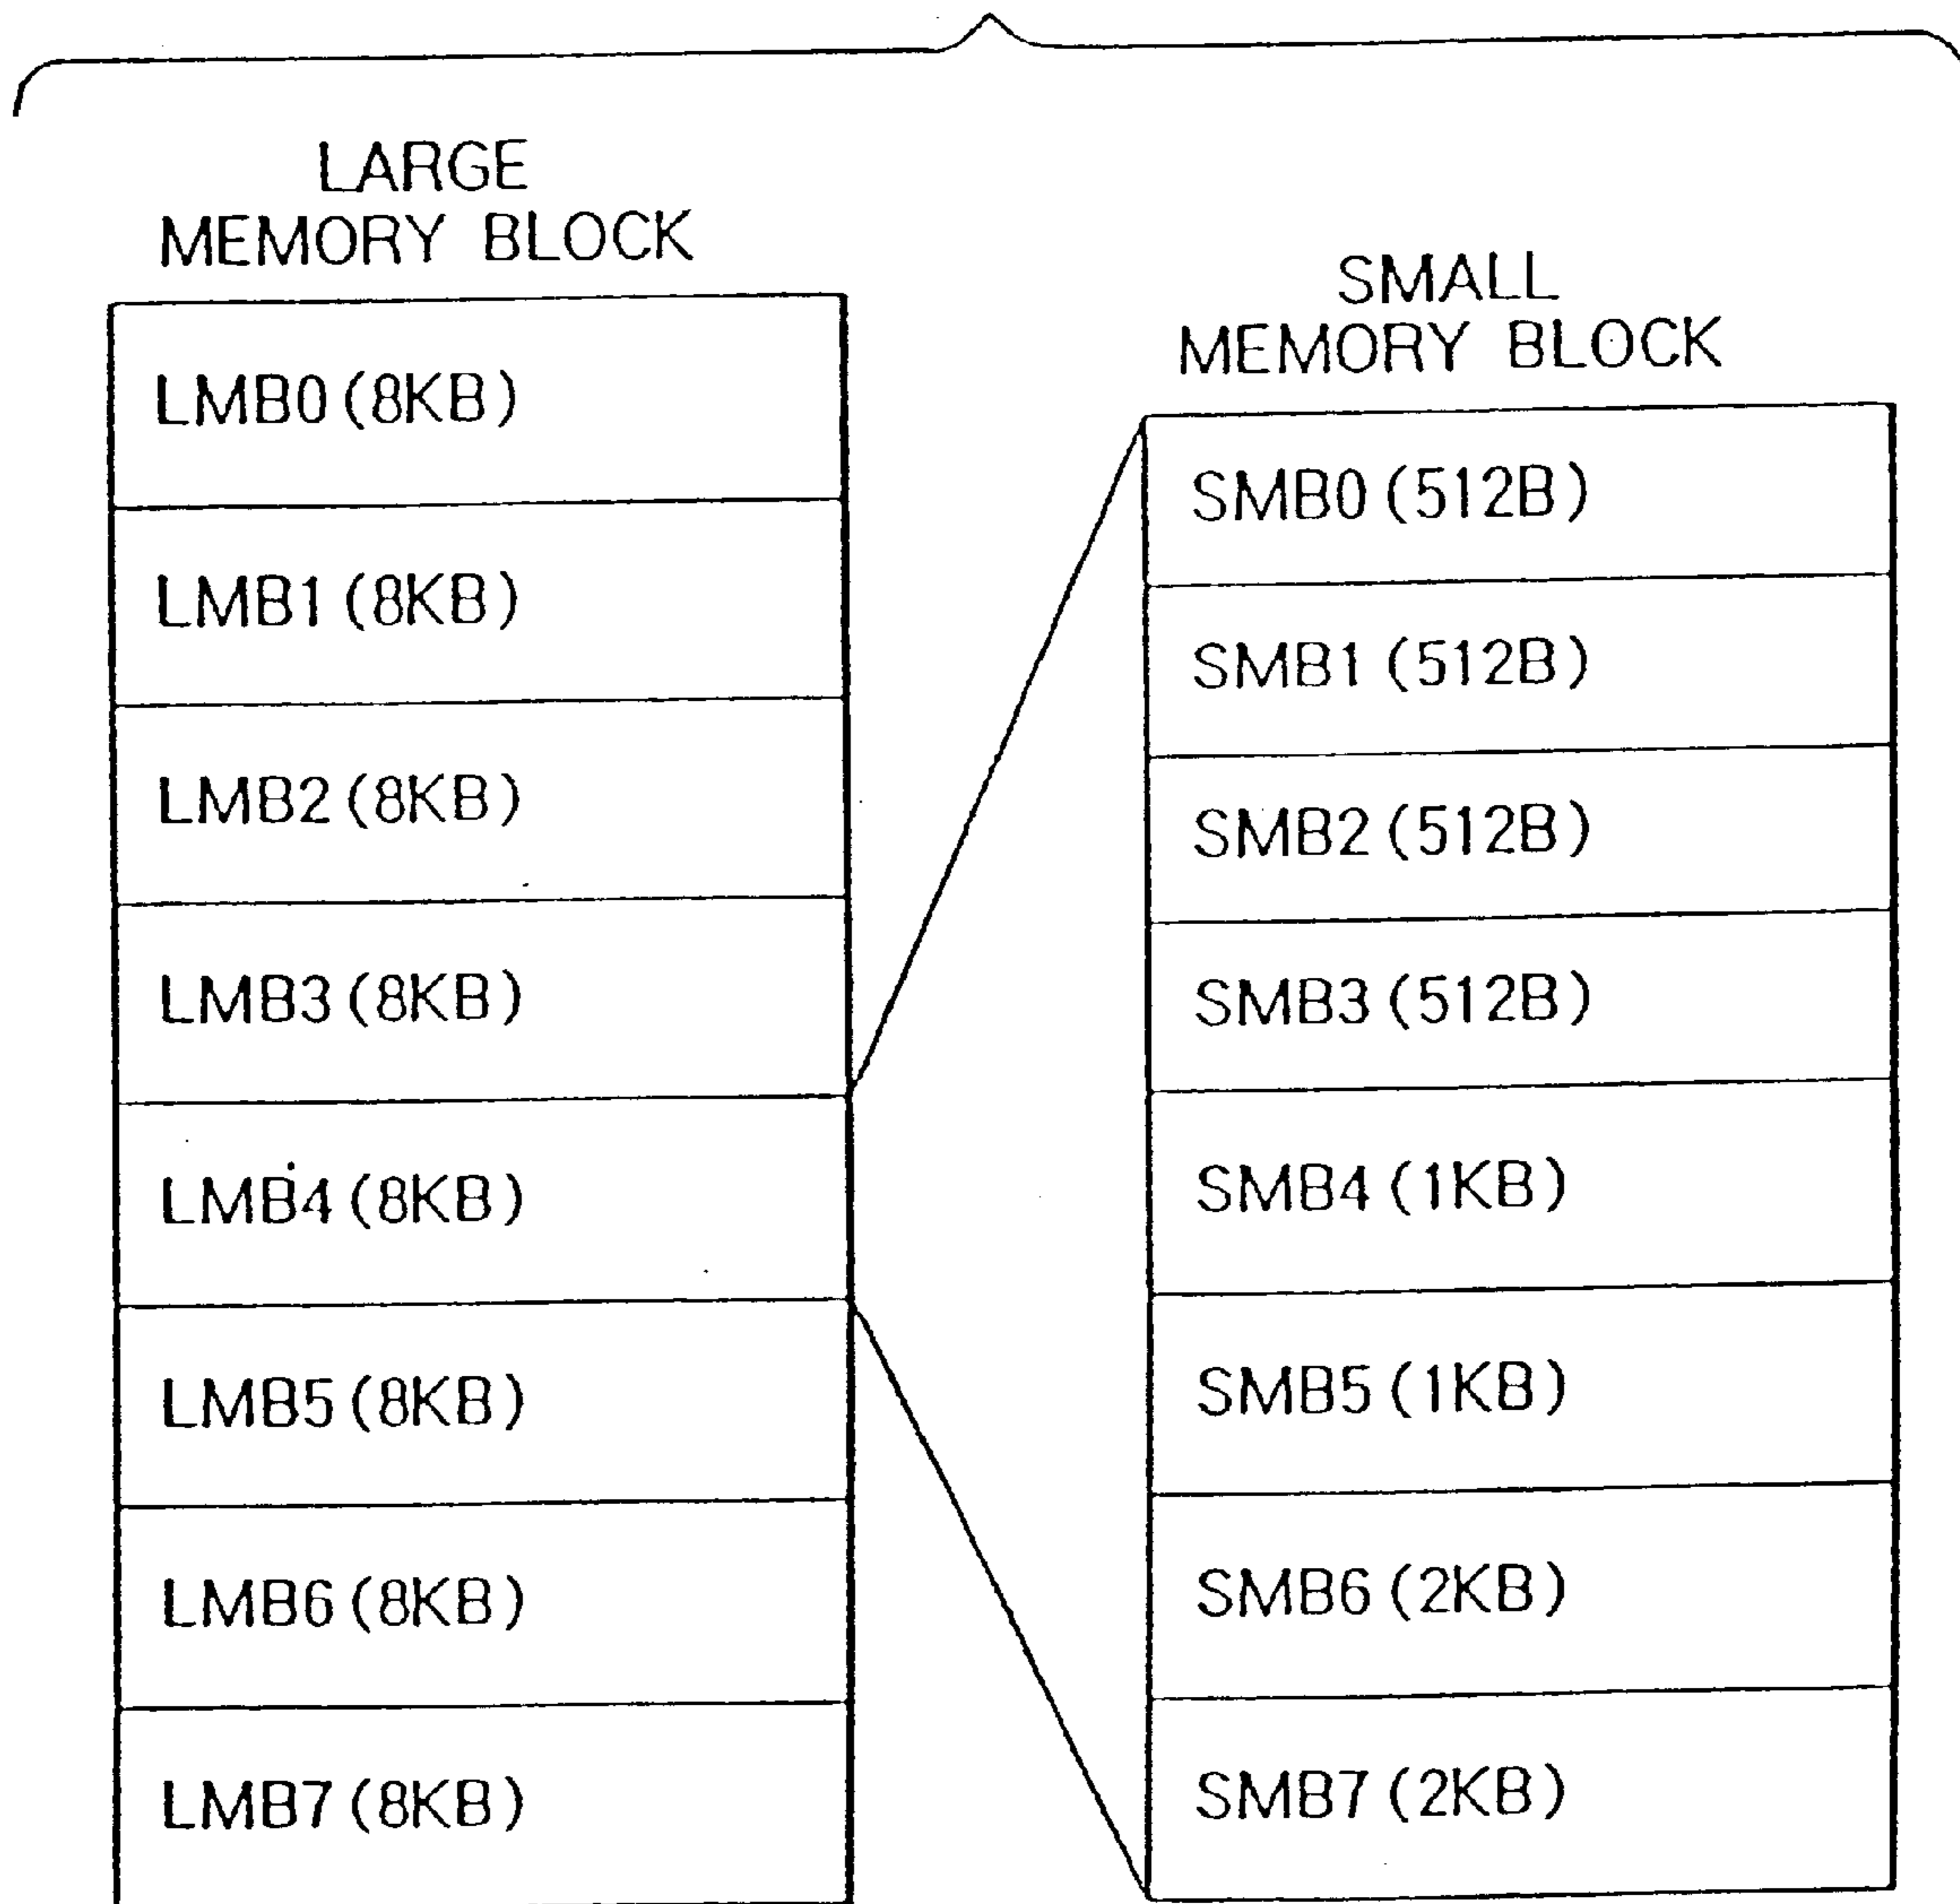 LARGE
MEMORY BLOCK
LMB0(8KB)
LMB1(8KB)
LMB2(8KB)
LMB3(8KB)
LMB4(8KB)
LMB5(8KB)
LMB6(8KB)
LMB7(8KB)
SMALL
MEMORY BLOCK
SMB0(512B)
SMB1(512B)
SMB2(512B)
SMB3(512B)
SMB4(1KB)
SMB5(1KB)
SMB6(2KB)
SMB7(2KB)